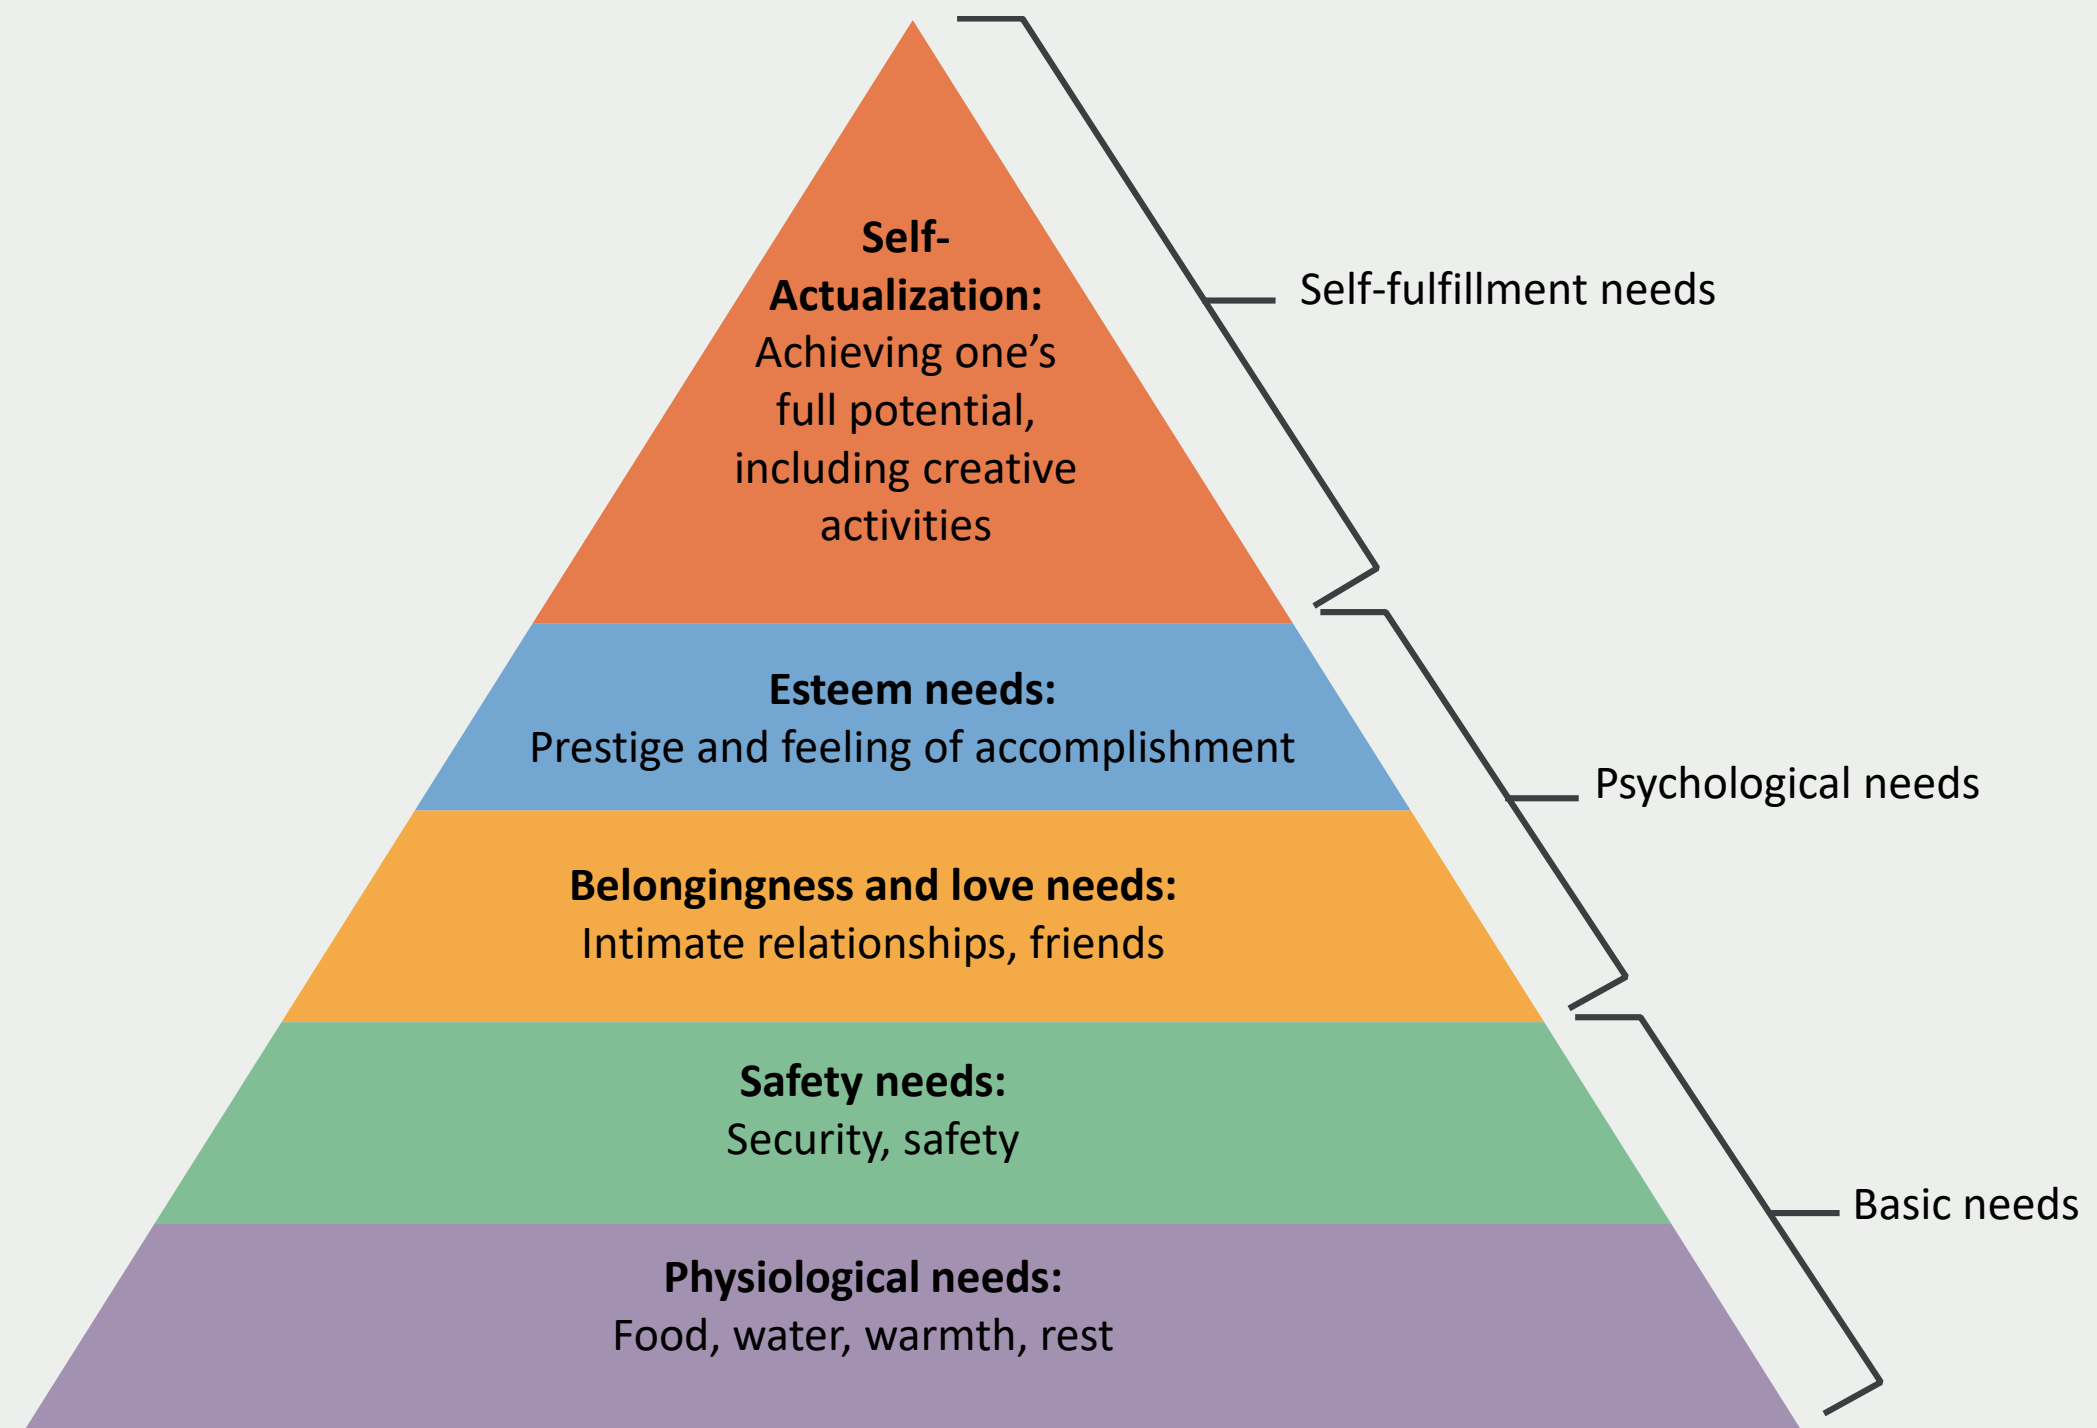 Self-
Actualization:
Achieving one’s
full potential,
including creative
activities
Self-fulfillment needs
Esteem needs:
Prestige and feeling of accomplishment
Psychological needs
Belongingness and love needs:
Intimate relationships, friends
Safety needs:
Security, safety
Basic needs
Physiological needs:
Food, water, warmth, rest